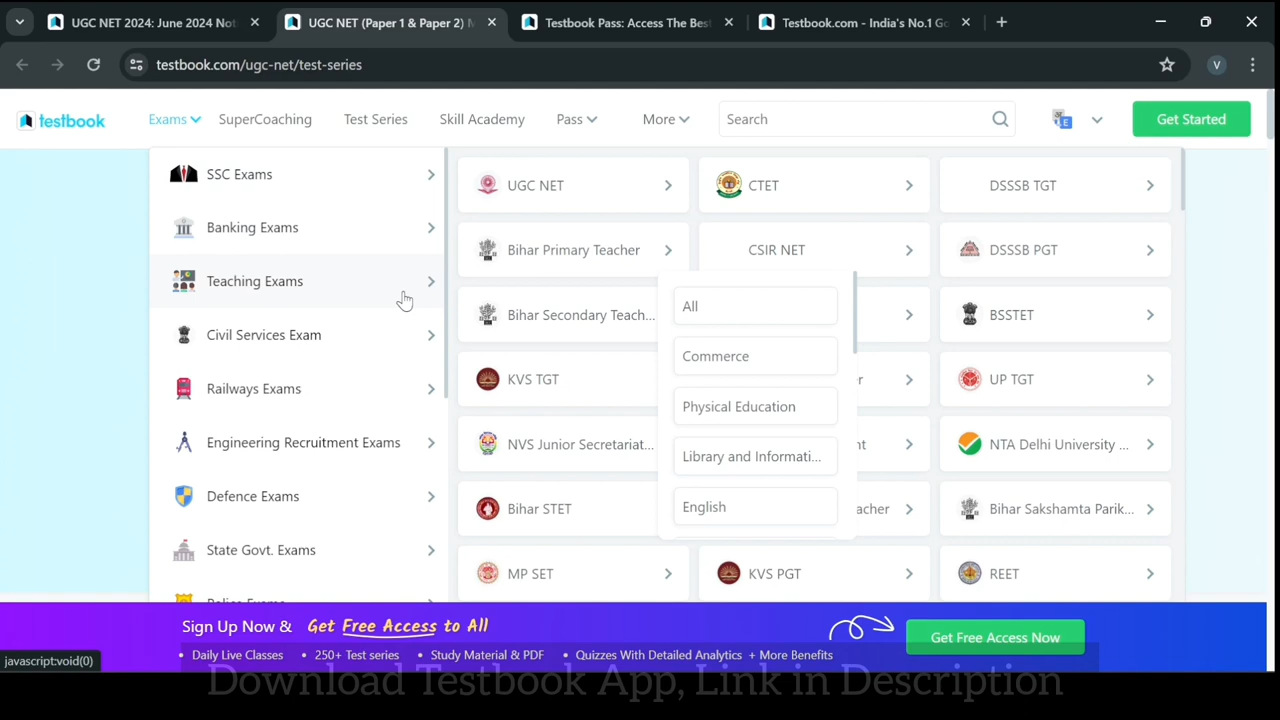 UGC NET 2024: June 2024 Not
UGC NET (Paper 1 & Paper 2)
Testbook Pass: Access The Best
Testbook.com - India's No.1 Go
testbook.com/ugc-net/test-series
V
testbook
Exams
SuperCoaching
Test Series
Skill Academy
Pass
More
Search
E
Get Started
SSC Exams
Banking Exams
Teaching Exams
Civil Services Exam
Railways Exams
Engineering Recruitment Exams
Defence Exams
State Govt. Exams
Police Exams
UGC NET
CTET
DSSSB TGT
Bihar Primary Teacher
CSIR NET
DSSSB PGT
Bihar Secondary Teach...
BSSTET
KVS TGT
er
UP TGT
NVS Junior Secretariat...
nt
NTA Delhi University ...
Bihar STET
eacher
Bihar Sakshamta Parik...
MP SET
KVS PGT
REET
All
Commerce
Physical Education
Library and Informati...
English
Sign Up Now & Get Free Access to All
• Daily Live Classes • 250+ Test series • Study Material & PDF • Quizzes With Detailed Analytics + More Benefits
Get Free Access Now
javascript:void(0)
Download Testbook App, Link in Description